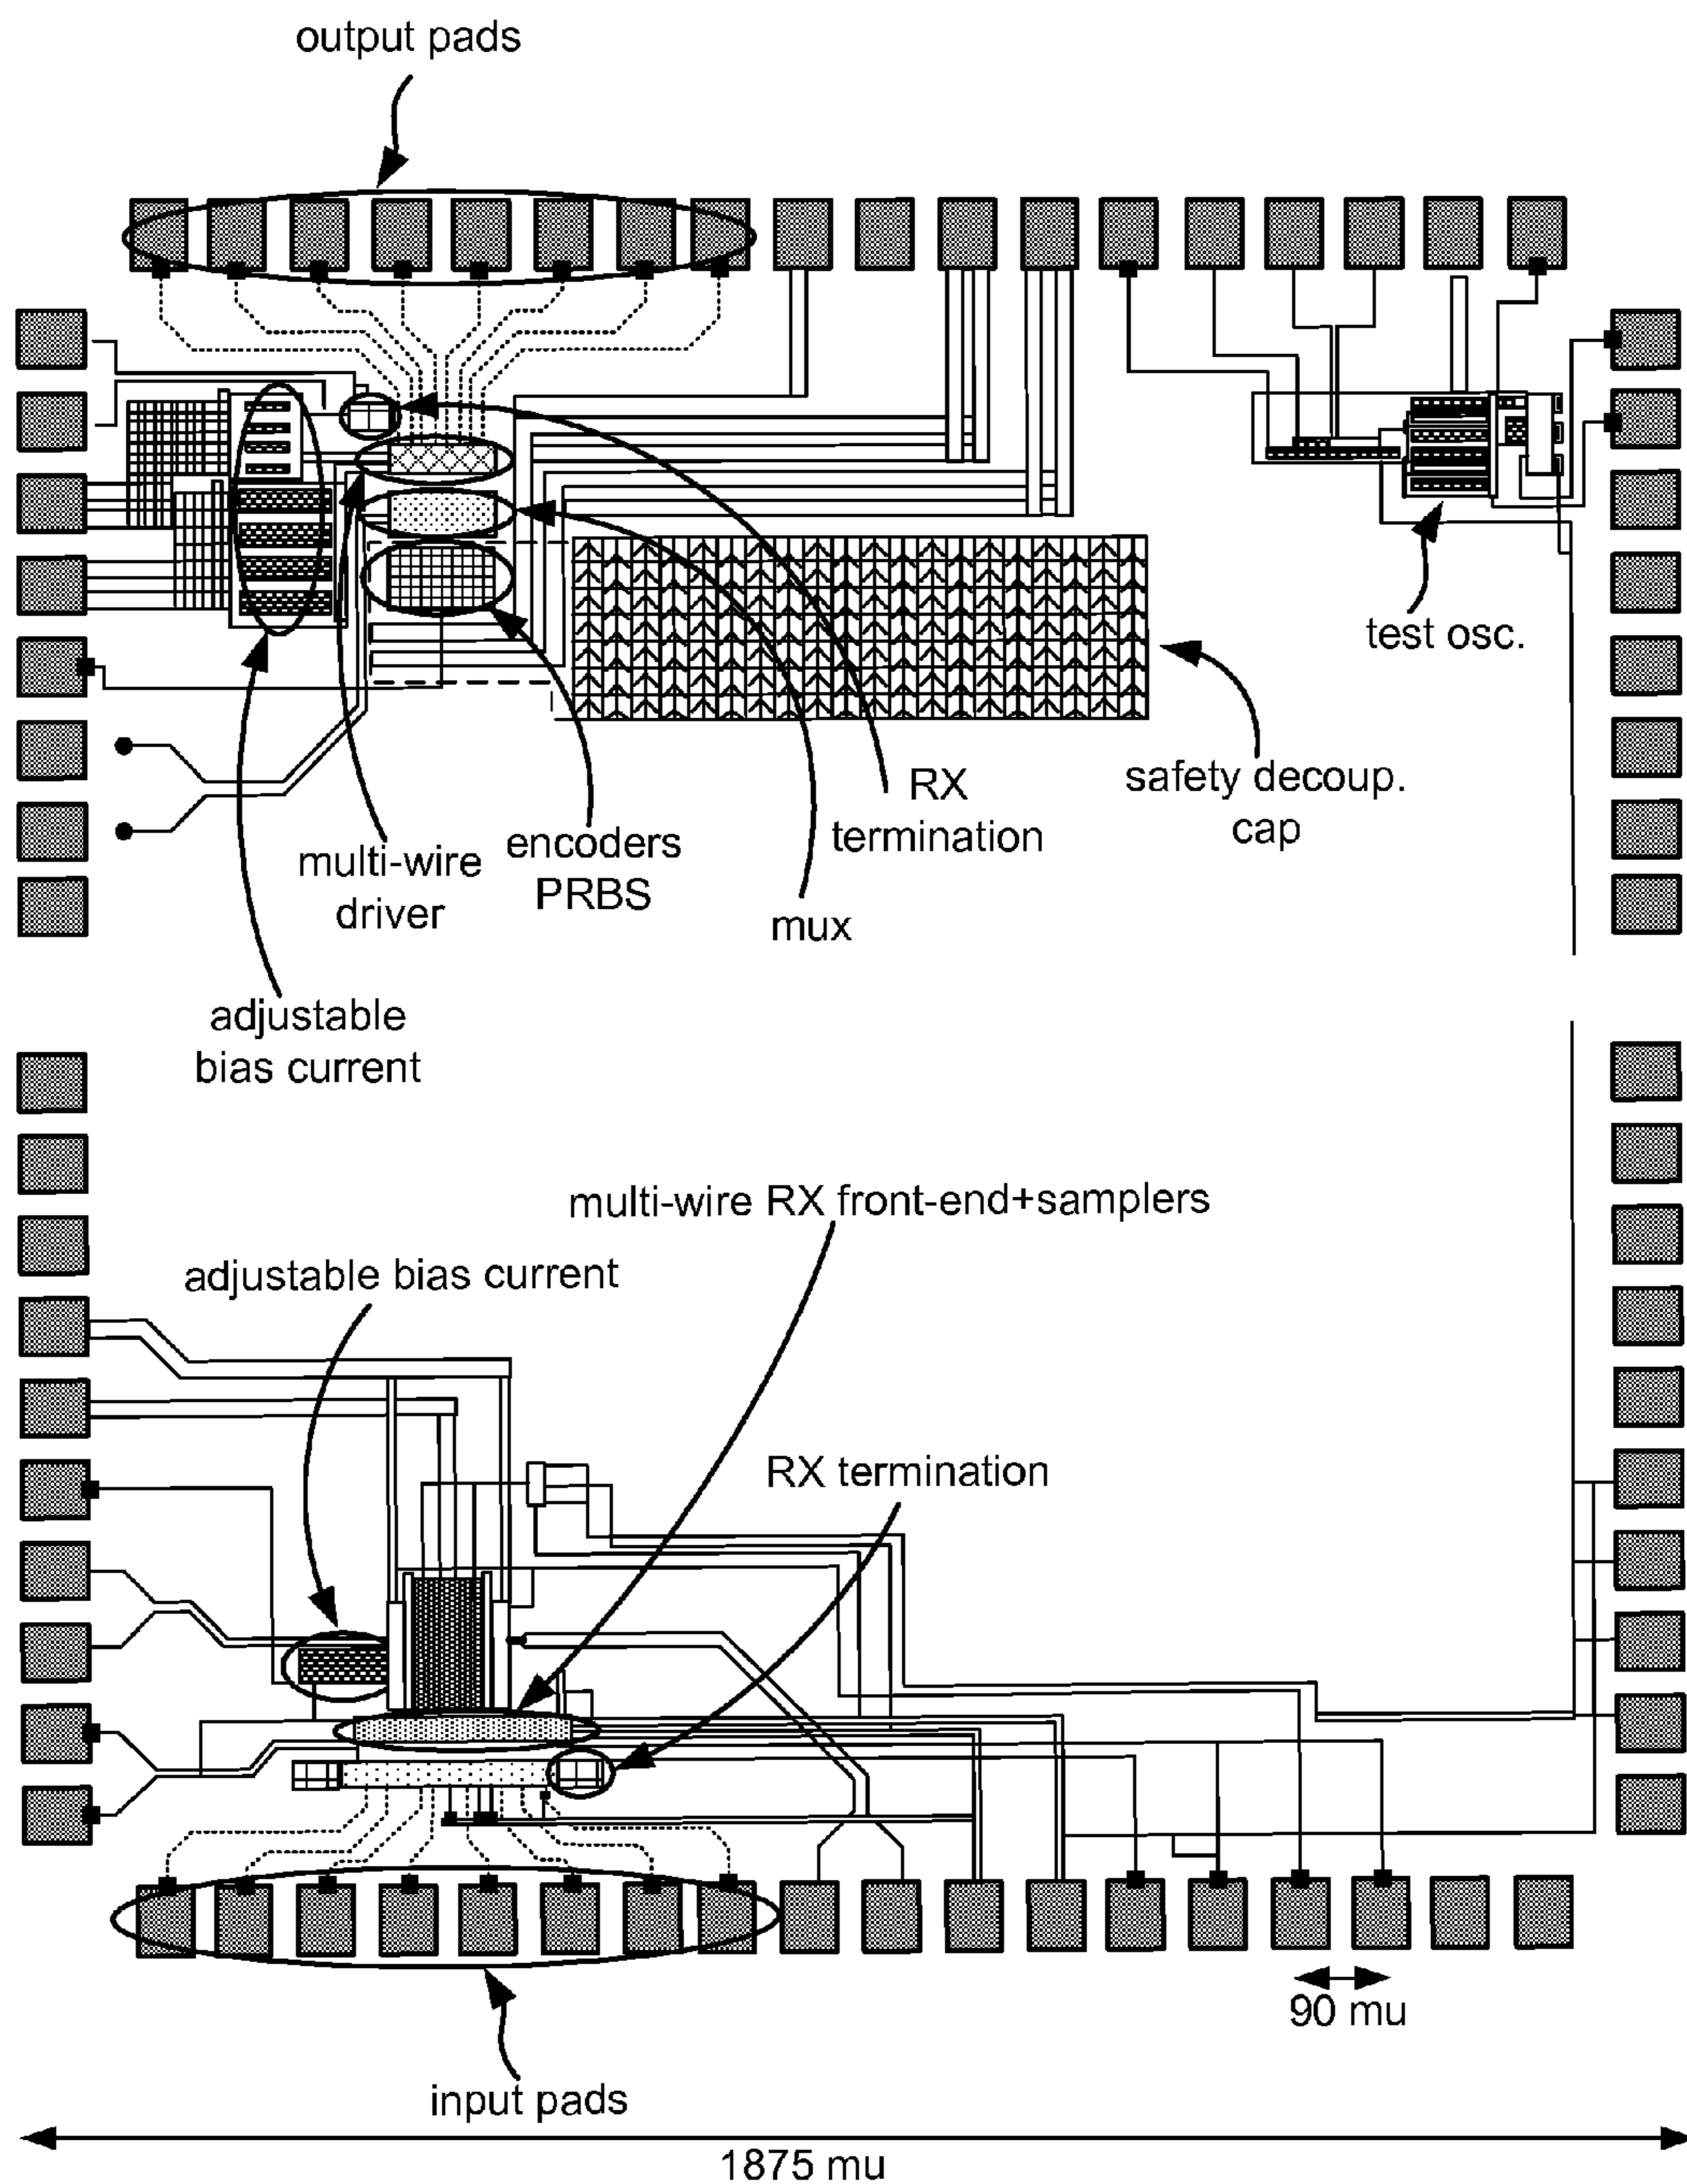 output pads
test osc.
safety decoup.
cap
RX
termination
encoders
PRBS
multi-wire
driver
mux
adjustable
bias current
multi-wire RX front-end+samplers
adjustable bias current
RX termination
90 mu
input pads
1875 mu